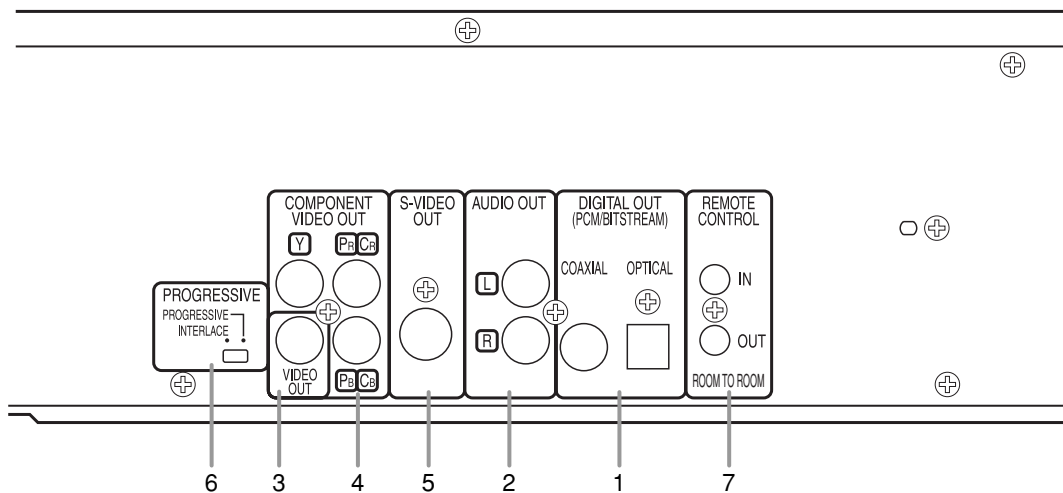 COMPONENT
VIDEO OUT
Y
PR CR
VIDEO
OUT
PB CB
S-VIDEO
OUT
AUDIO OUT
L
R
DIGITAL OUT
(PCM/BITSTREAM)
COAXIAL OPTICAL
REMOTE
CONTROL
IN
OUT
ROOM TO ROOM
PROGRESSIVE
PROGRESSIVE
INTERLACE
6 3 4 5 2 1 7